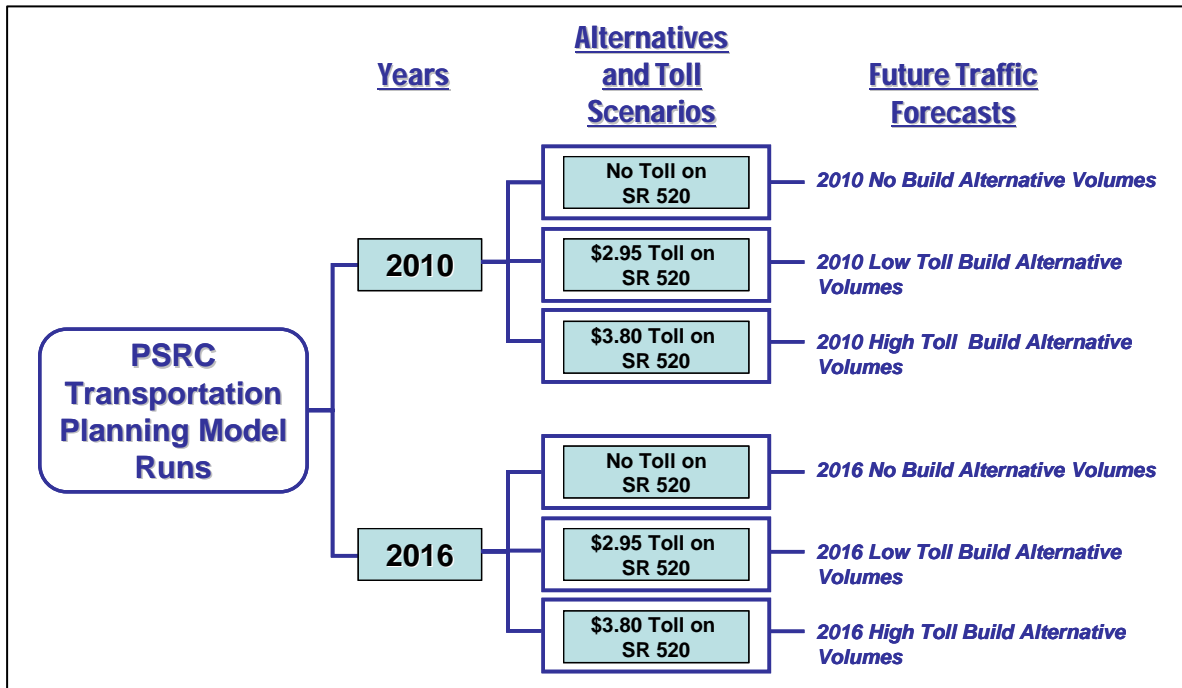 Years
Alternatives
and Toll
Scenarios
Future Traffic
Forecasts
PSRC
Transportation
Planning Model
Runs
2010
No Toll on
SR 520
2010 No Build Alternative Volumes
$2.95 Toll on
SR 520
2010 Low Toll Build Alternative
Volumes
$3.80 Toll on
SR 520
2010 High Toll Build Alternative
Volumes
2016
No Toll on
SR 520
2016 No Build Alternative Volumes
$2.95 Toll on
SR 520
2016 Low Toll Build Alternative
Volumes
$3.80 Toll on
SR 520
2016 High Toll Build Alternative
Volumes